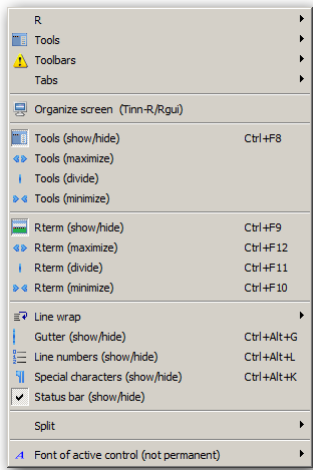 R
Tools
Toolbars
Tabs
Organize screen (Tinn-R/Rgui)
Tools (show/hide) Ctrl+F8
Tools (maximize)
Tools (divide)
Tools (minimize)
Rterm (show/hide) Ctrl+F9
Rterm (maximize) Ctrl+F12
Rterm (divide) Ctrl+F11
Rterm (minimize) Ctrl+F10
Line wrap
Gutter (show/hide) Ctrl+Alt+G
Line numbers (show/hide) Ctrl+Alt+L
Special characters (show/hide) Ctrl+Alt+K
Status bar (show/hide)
Split
Font of active control (not permanent)